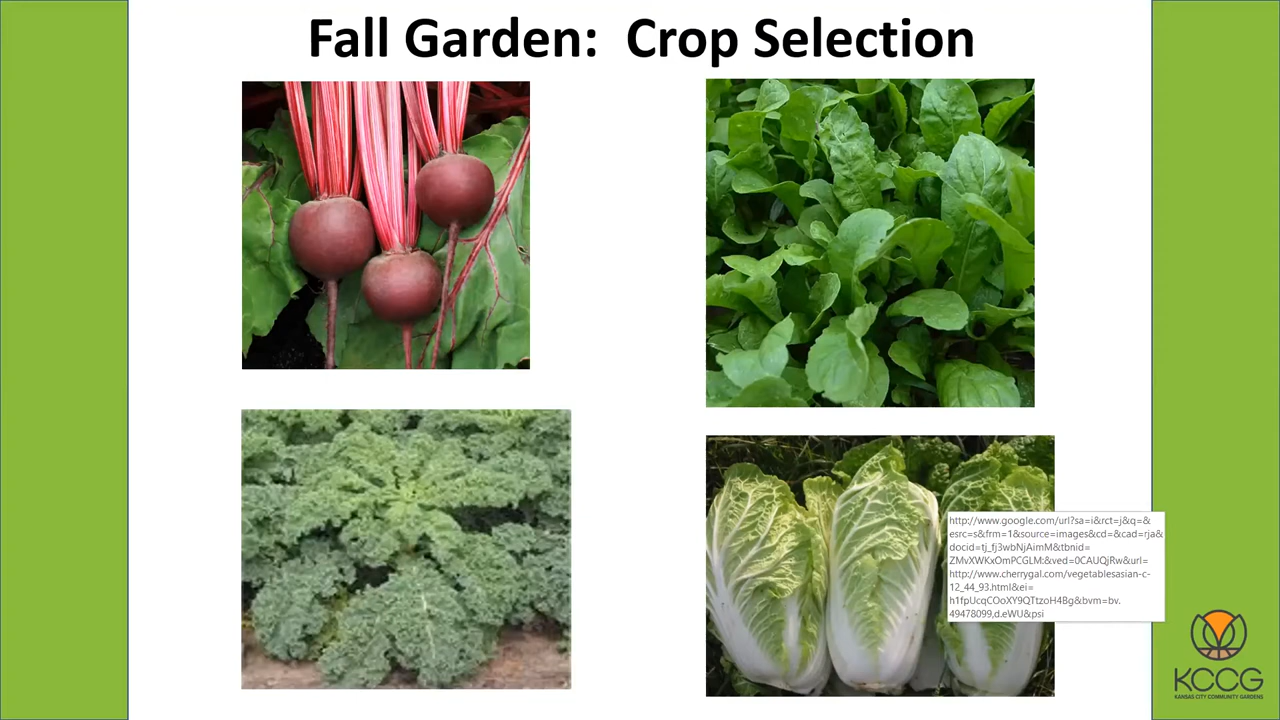 Fall Garden:  Crop Selection
http://www.google.com/url?sa=i&rct=j&q=&
esrc=s&frm=1&source=images&cd=&cad=rja&
docid=tj_fj3wbNjAimM&tbnid=
ZMvXWKxOmPCGLM:&ved=0CAUQjRw&url=
http://www.cherrygal.com/vegetablesasian-c-
12_44_93.html&ei=
h1fpUcqCOoXY9QTtzoH4Bg&bvm=bv.
49478099,d.eWU&psi
KCCG
KANSAS CITY COMMUNITY GARDENS